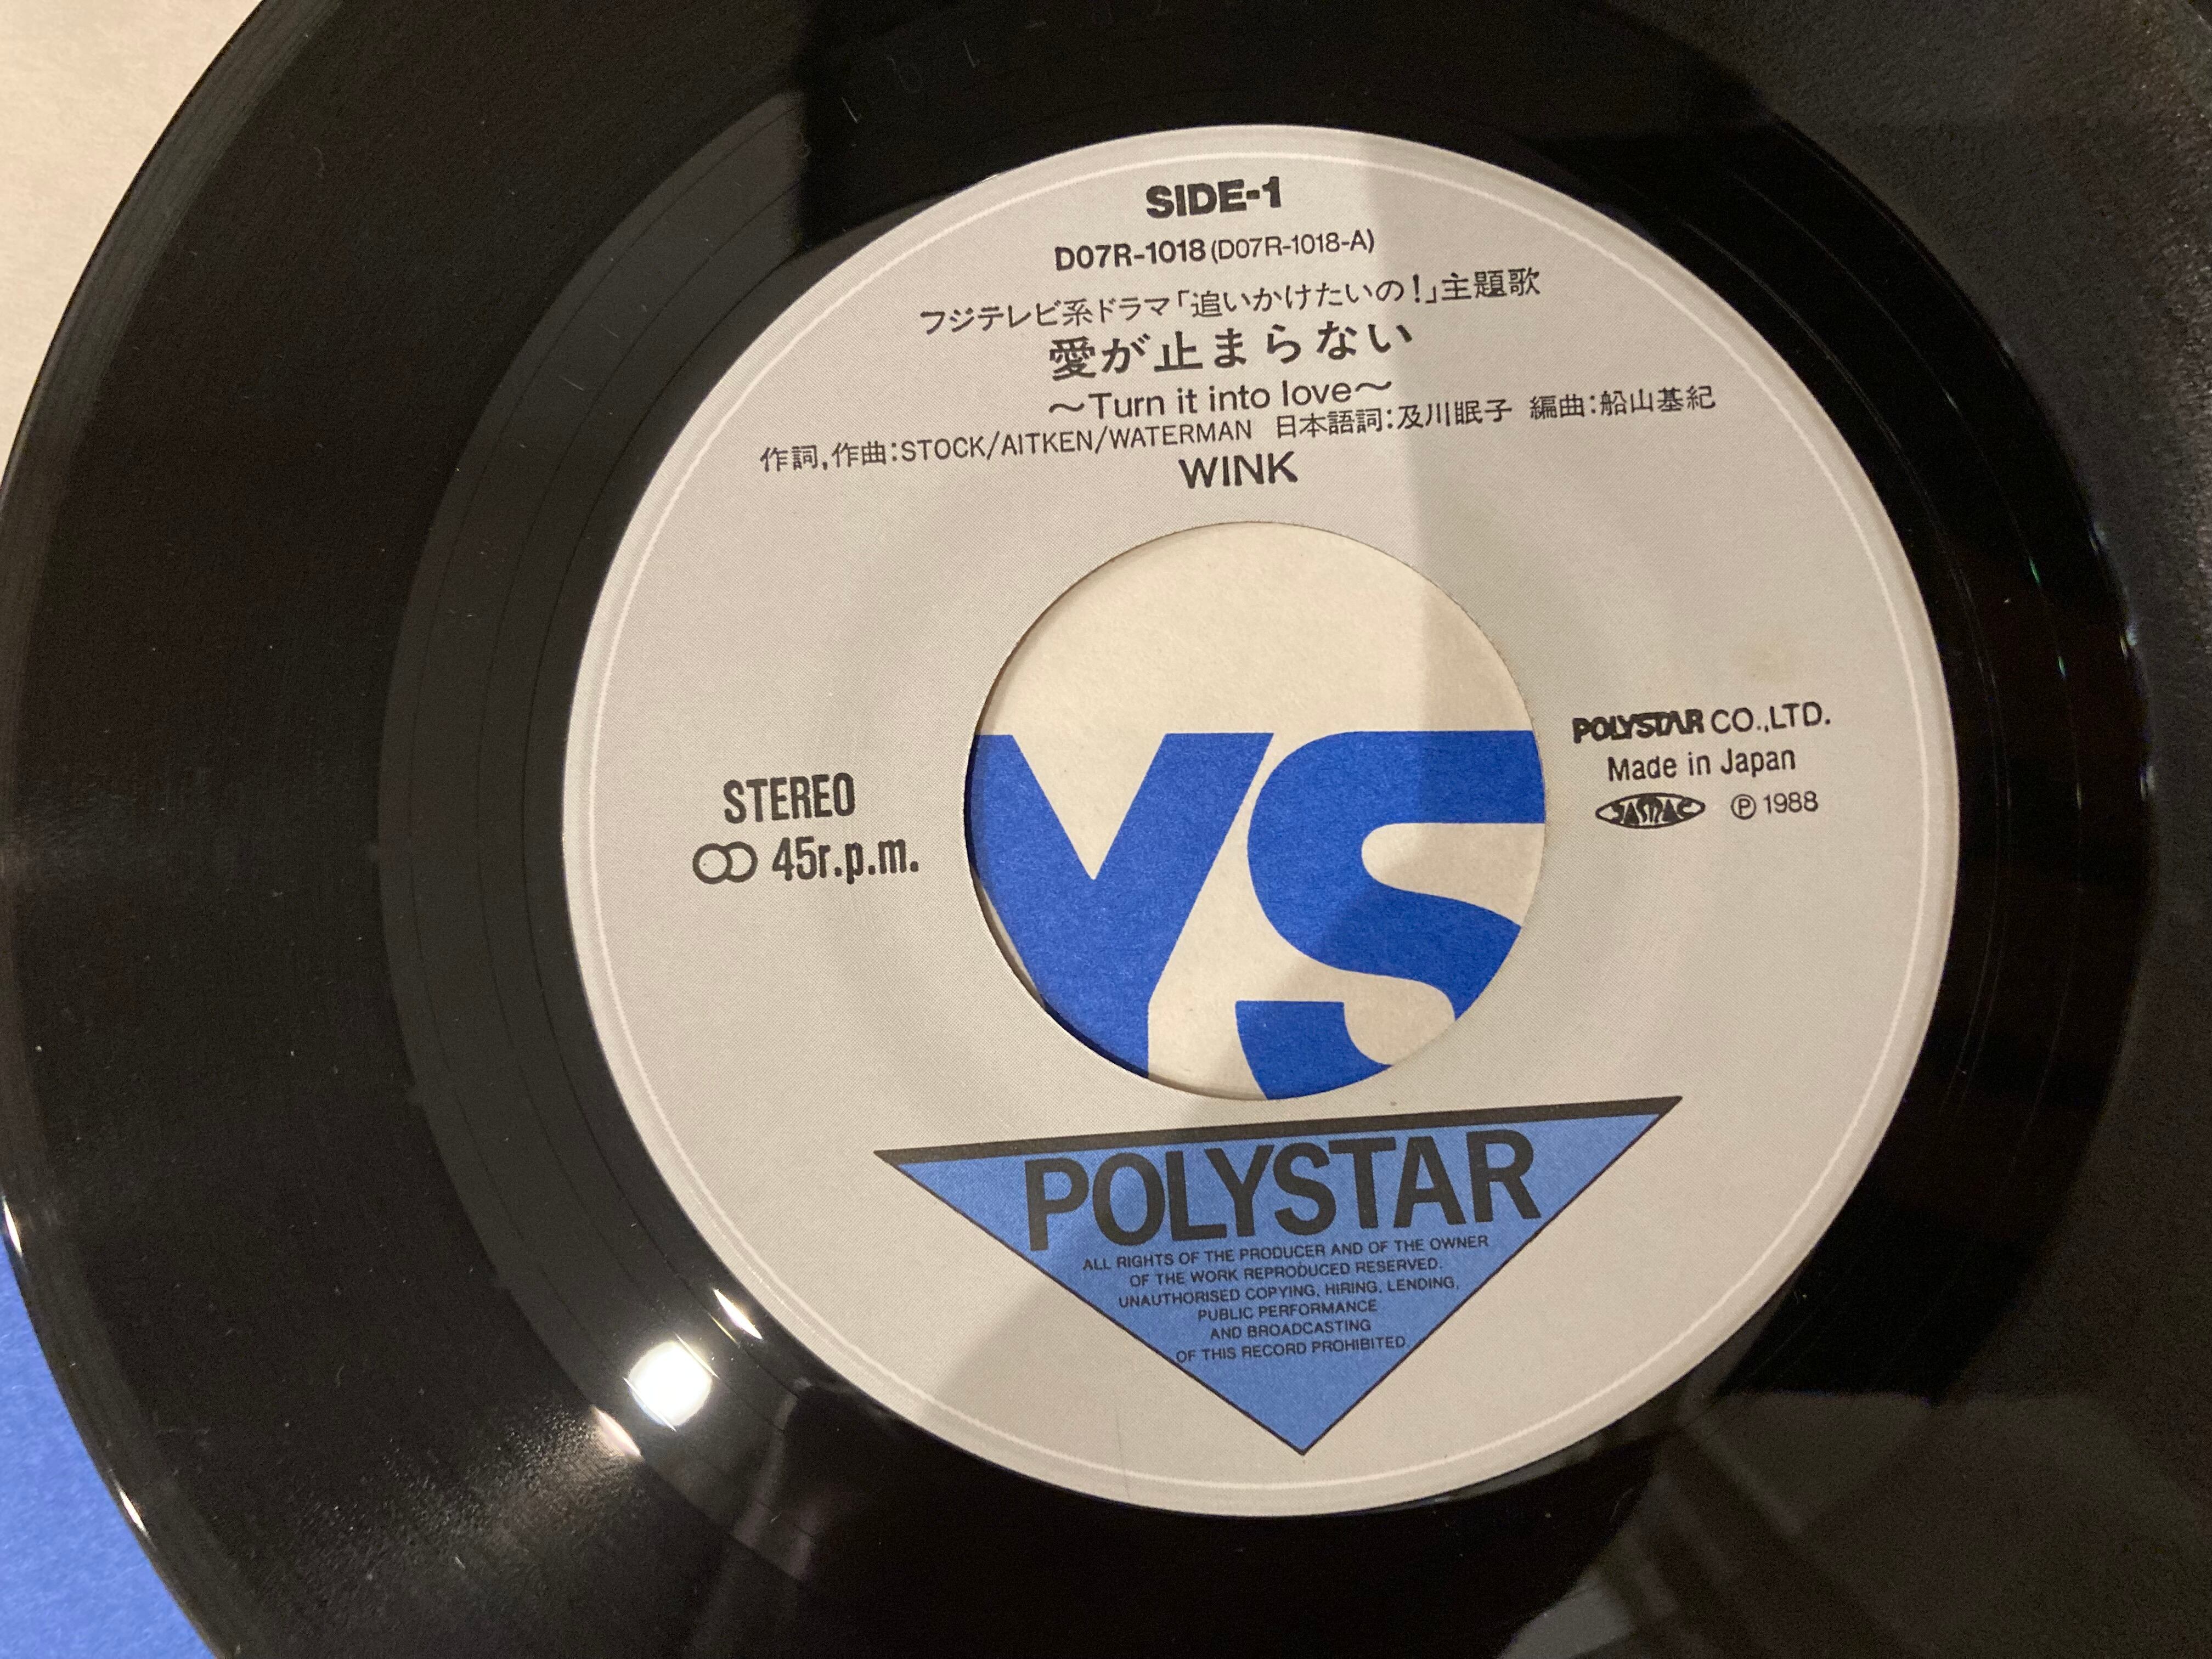 SIDE-1
D07R-1018 (D07R-1018-A)
フジテレビ系ドラマ「追いかけたいの!」主題歌
愛が止まらない
〜Turn it into love〜
作詞,作曲:STOCK/AITKEN/WATERMAN 日本語詞:及川眠子 編曲:船山基紀
WINK
STEREO
45r.p.m.
YS
POLYSTAR CO.,LTD.
Made in Japan
JASRAC ℗ 1988
POLYSTAR
ALL RIGHTS OF THE PRODUCER AND OF THE OWNER
OF THE WORK REPRODUCED RESERVED.
UNAUTHORISED COPYING, HIRING, LENDING,
PUBLIC PERFORMANCE
AND BROADCASTING
OF THIS RECORD PROHIBITED.